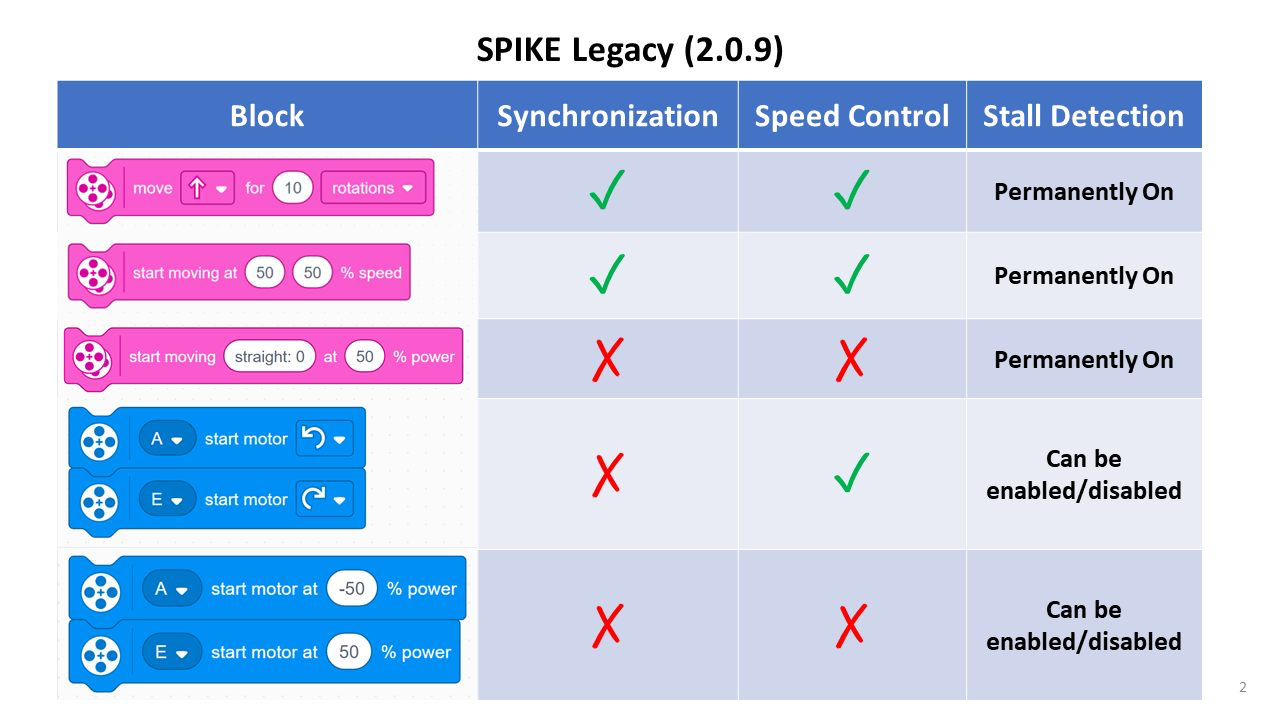 SPIKE Legacy (2.0.9)
Block Synchronization Speed Control Stall Detection
move for 10 rotations Permanently On
start moving at 50 50 % speed Permanently On
start moving straight: 0 at 50 % power Permanently On
A start motor
E start motor
Can be
enabled/disabled
A start motor at -50 % power
E start motor at 50 % power
Can be
enabled/disabled
2